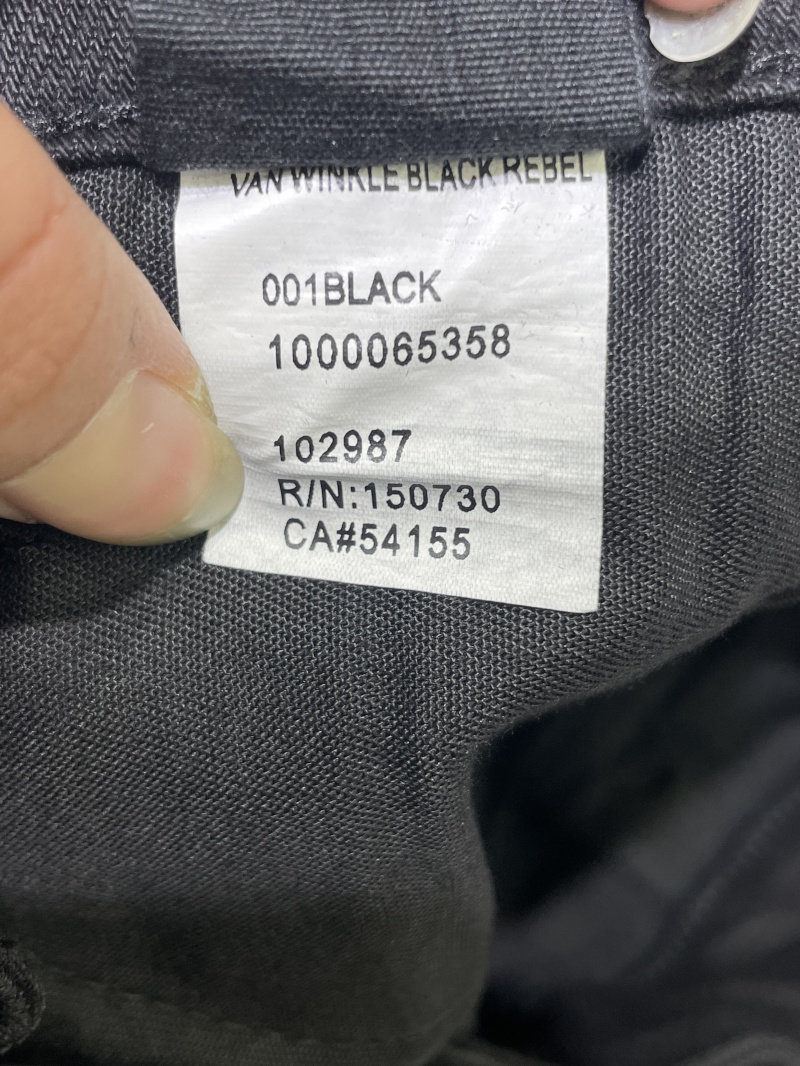 VAN WINKLE BLACK REBEL
001BLACK
1000065358
102987
R/N:150730
CA#54155